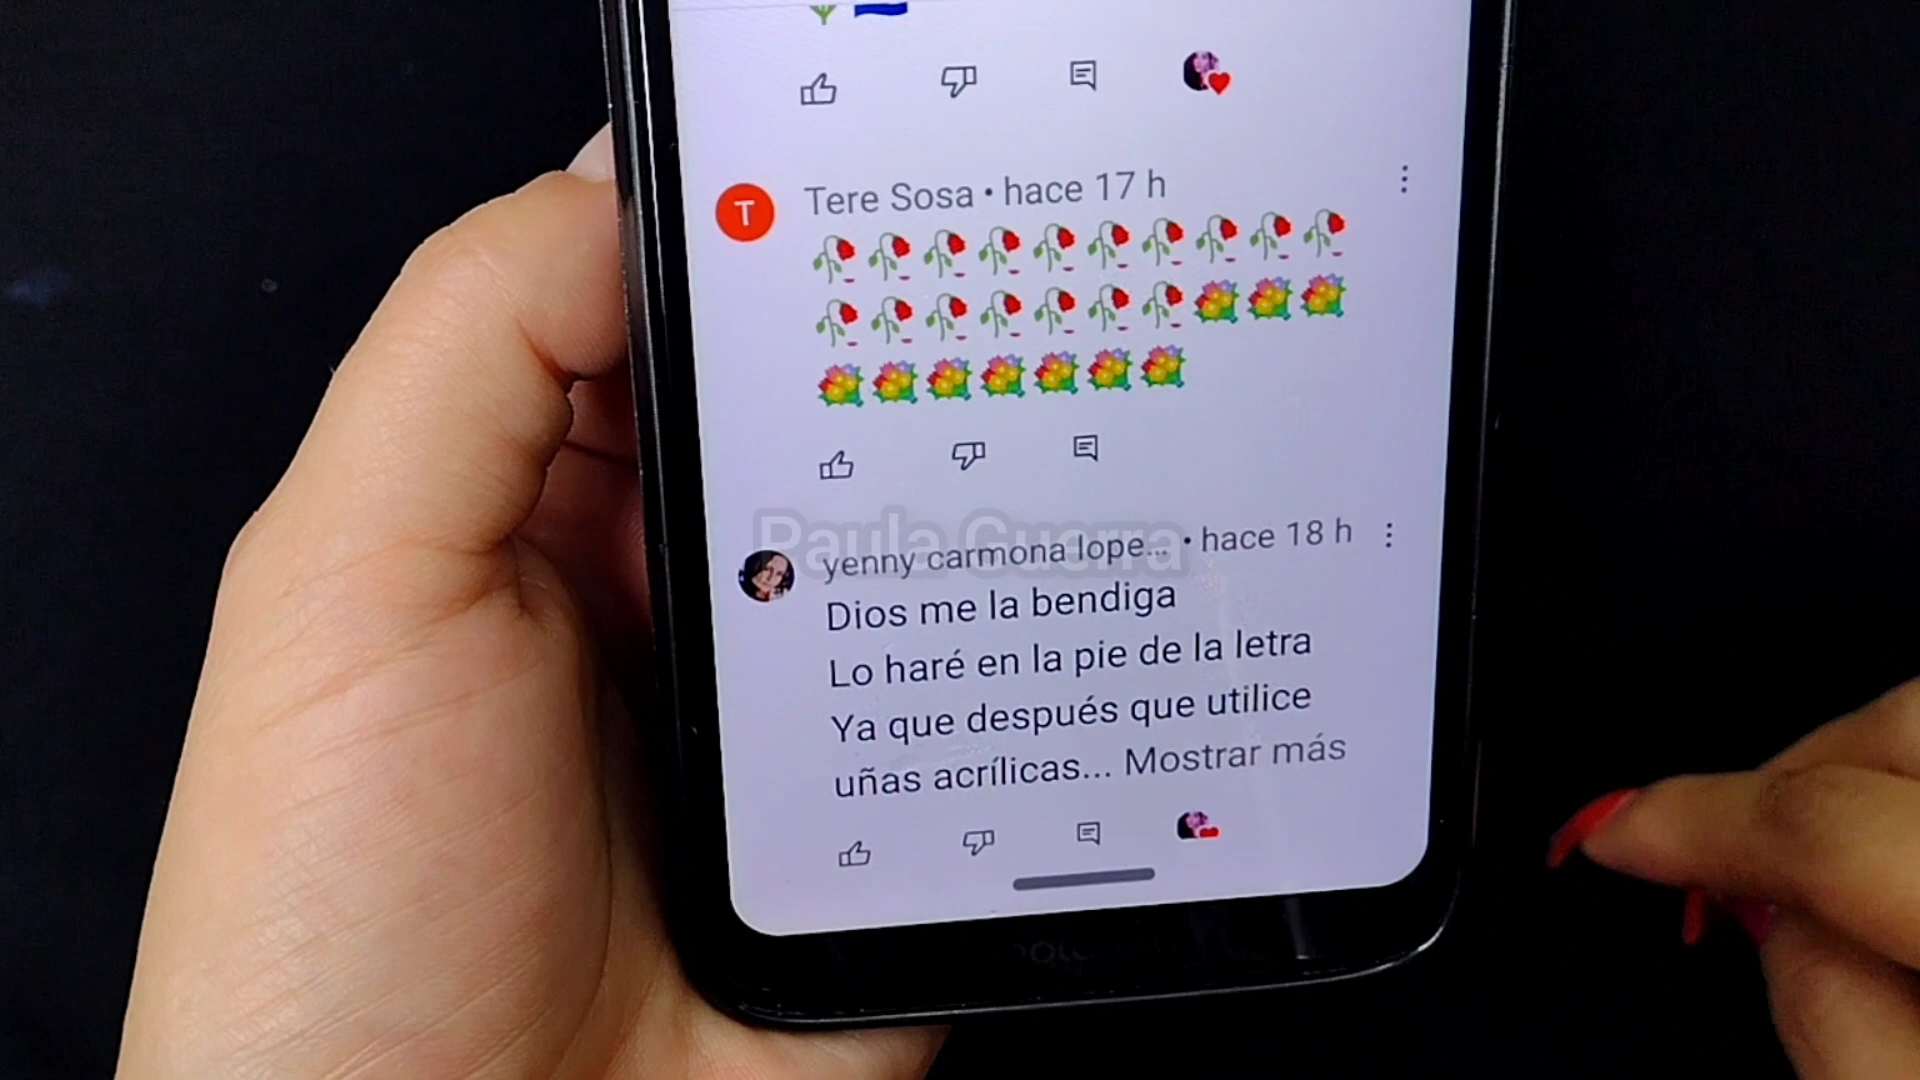 T
Tere Sosa • hace 17 h
Paula Guerra
yenny carmona lope... • hace 18 h
Dios me la bendiga
Lo haré en la pie de la letra
Ya que después que utilice
uñas acrílicas... Mostrar más